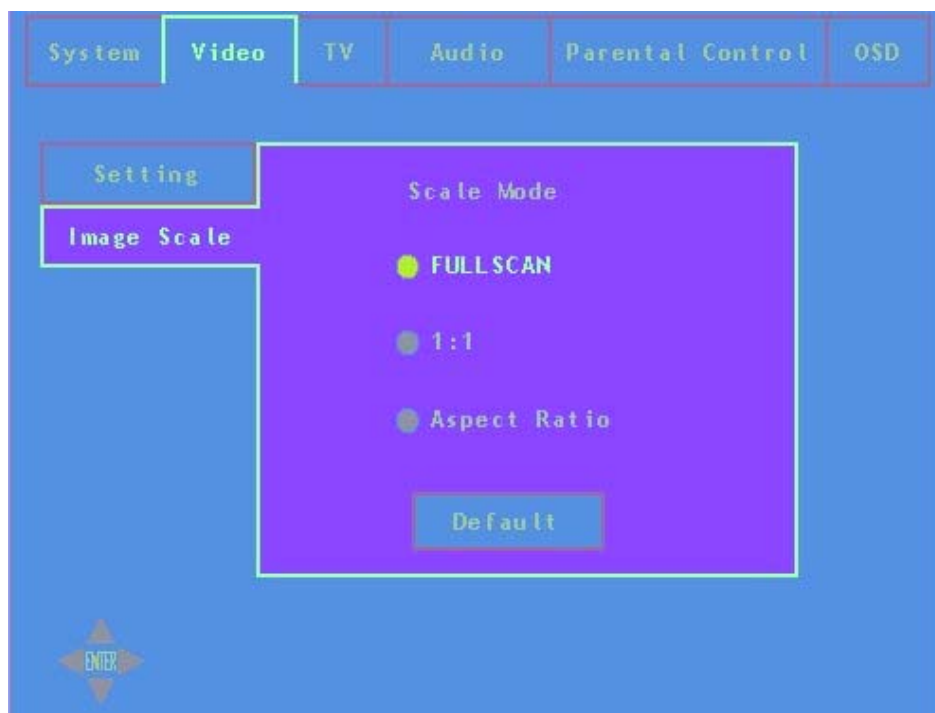 System Video TV Audio Parental Control OSD
Setting
Image Scale
Scale Mode
FULLSCAN
1:1
Aspect Ratio
Default
ENTER